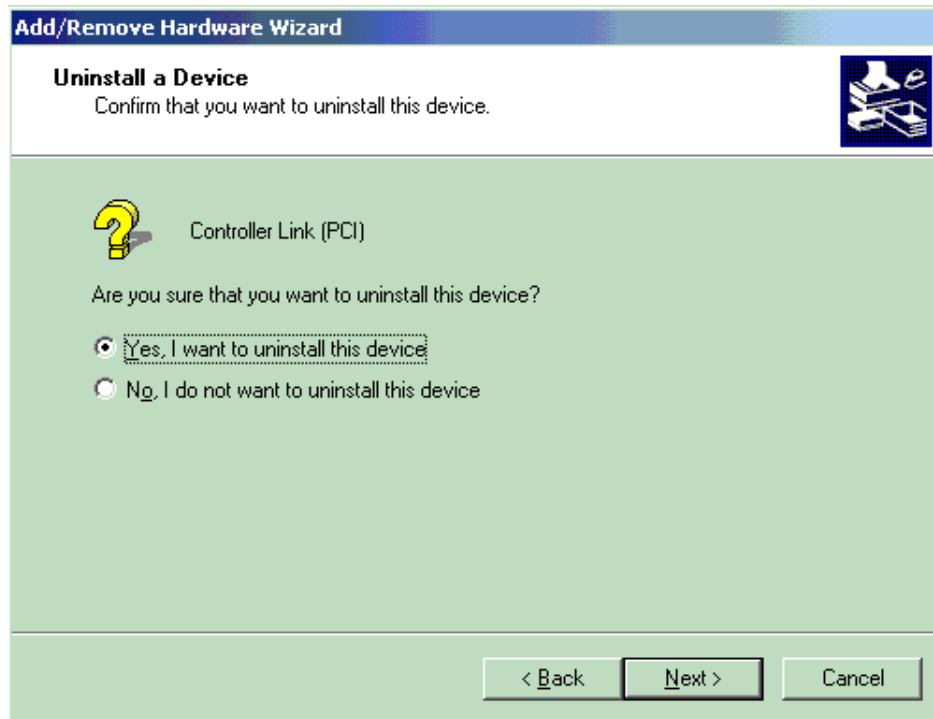 Add/Remove Hardware Wizard
Uninstall a Device
Confirm that you want to uninstall this device.
Controller Link (PCI)
Are you sure that you want to uninstall this device?
Yes, I want to uninstall this device
No, I do not want to uninstall this device
< Back Next > Cancel